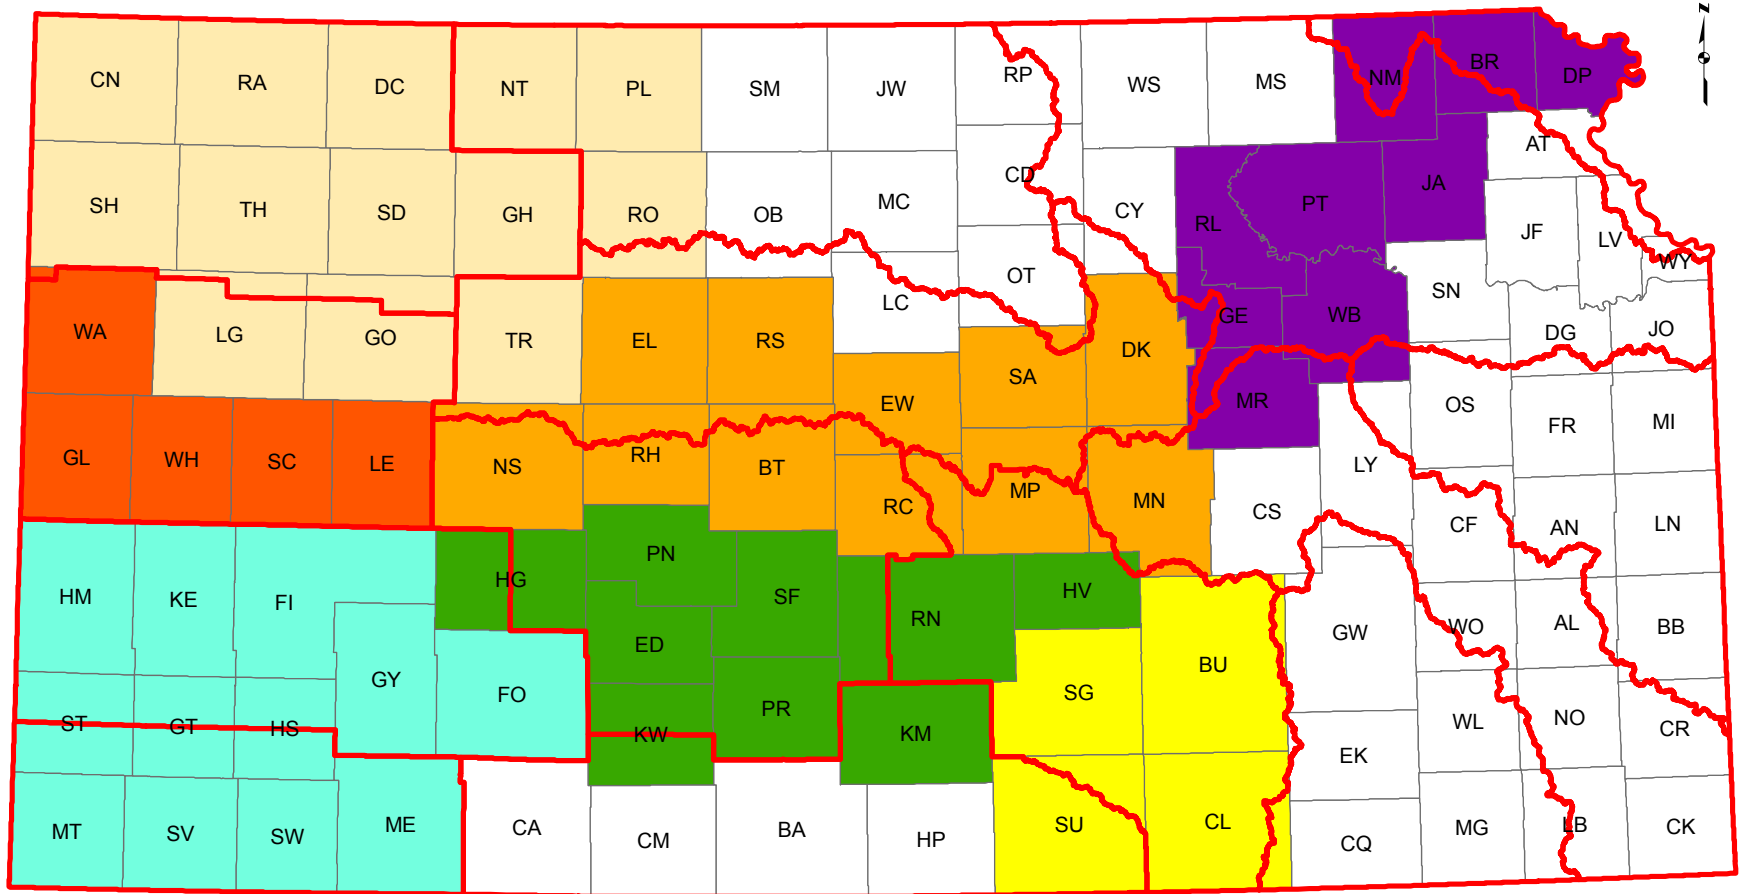 N
CN RA DC NT PL SM JW RP WS MS NM BR DP
SH TH SD GH RO OB MC CD CY RL PT JA AT JF LV WY
WA LG GO TR EL RS LC OT DK GE WB SN DG JO
GL WH SC LE NS RH BT EW SA MR OS FR MI
RC MP MN CS LY CF AN LN
HM KE FI HG PN SF RN HV GW WO AL BB
ST GT HS GY FO ED PR KM SG BU WL NO CR
KW EK
MT SV SW ME CA CM BA HP SU CL CQ MG LB CK